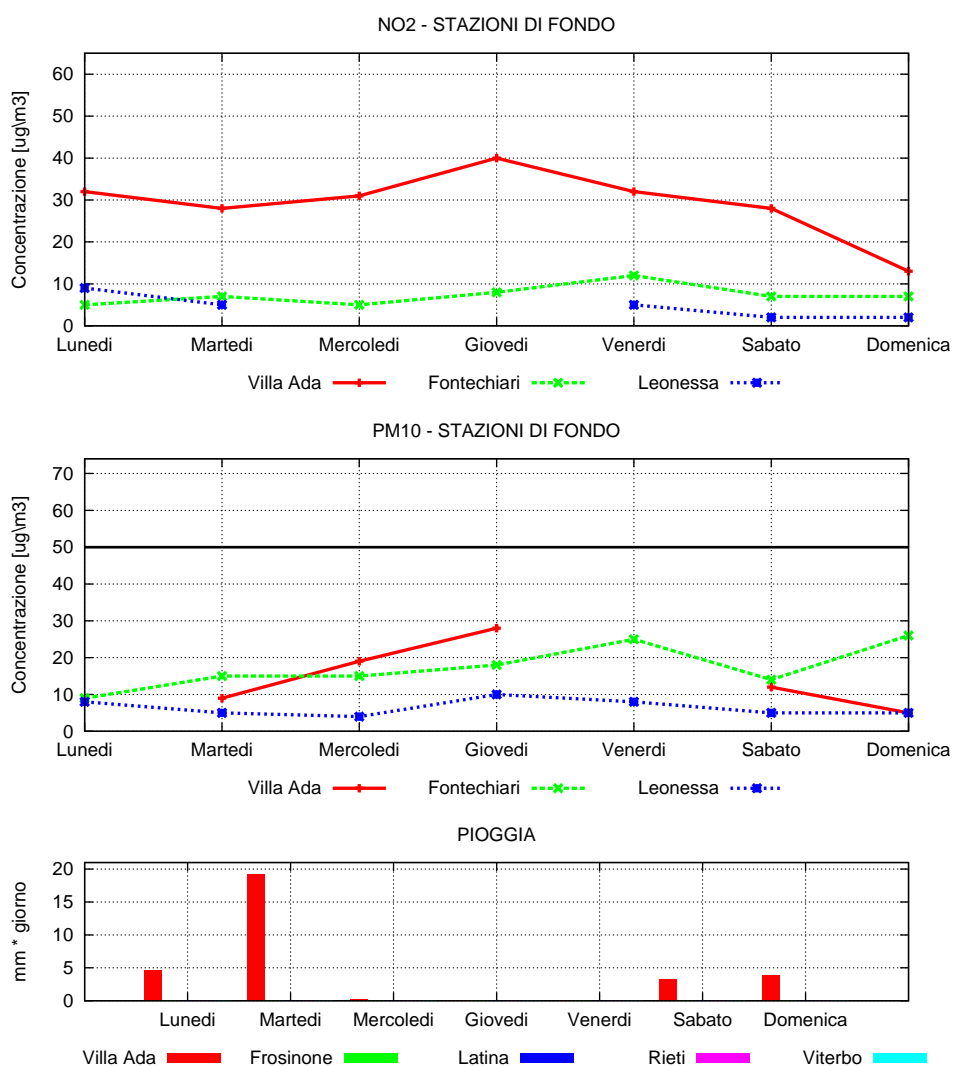 NO2 - STAZIONI DI FONDO
Concentrazione [ug\m3]
60
50
40
30
20
10
0
Lunedi Martedi Mercoledi Giovedi Venerdi Sabato Domenica
Villa Ada Fontechiari Leonessa
PM10 - STAZIONI DI FONDO
Concentrazione [ug\m3]
70
60
50
40
30
20
10
0
Lunedi Martedi Mercoledi Giovedi Venerdi Sabato Domenica
Villa Ada Fontechiari Leonessa
PIOGGIA
mm * giorno
20
15
10
5
0
Lunedi Martedi Mercoledi Giovedi Venerdi Sabato Domenica
Villa Ada Frosinone Latina Rieti Viterbo